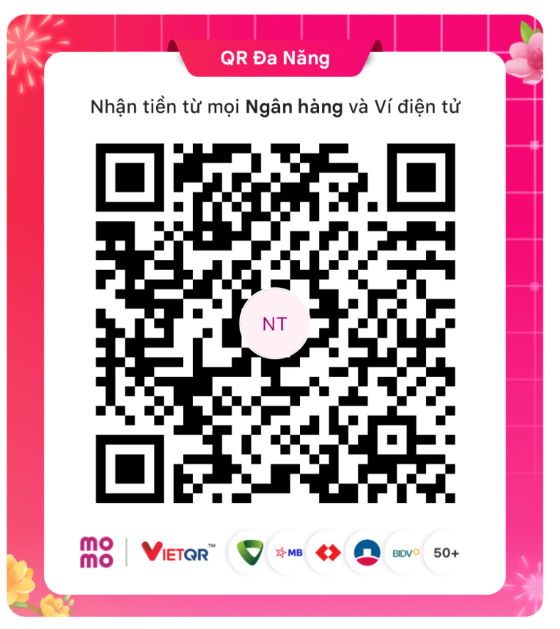 QR Đa Năng
Nhận tiền từ mọi Ngân hàng và Ví điện tử
NT
mo
mo
VIETQR™
MB
BIDV
50+